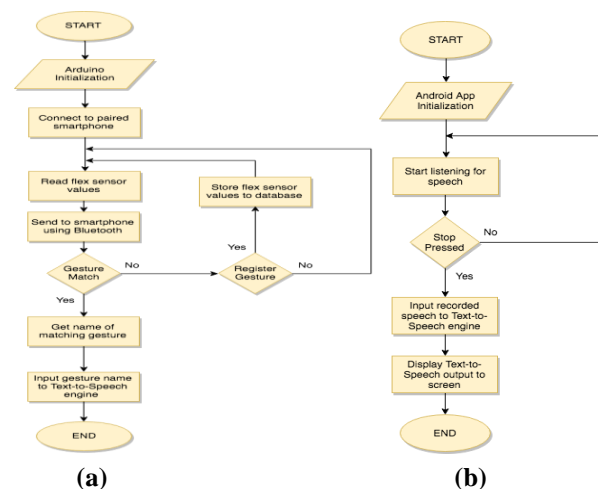 START
Arduino
Initialization
Connect to paired
smartphone
Read flex sensor
values
Store flex sensor
values to database
Send to smartphone
using Bluetooth
Yes
Gesture
Match
No
Register
Gesture
No
Yes
Get name of
matching gesture
Input gesture name
to Text-to-Speech
engine
END
(a)
START
Android App
Initialization
Start listening for
speech
Stop
Pressed
No
Yes
Input recorded
speech to Text-to-
Speech engine
Display Text-to-
Speech output to
screen
END
(b)